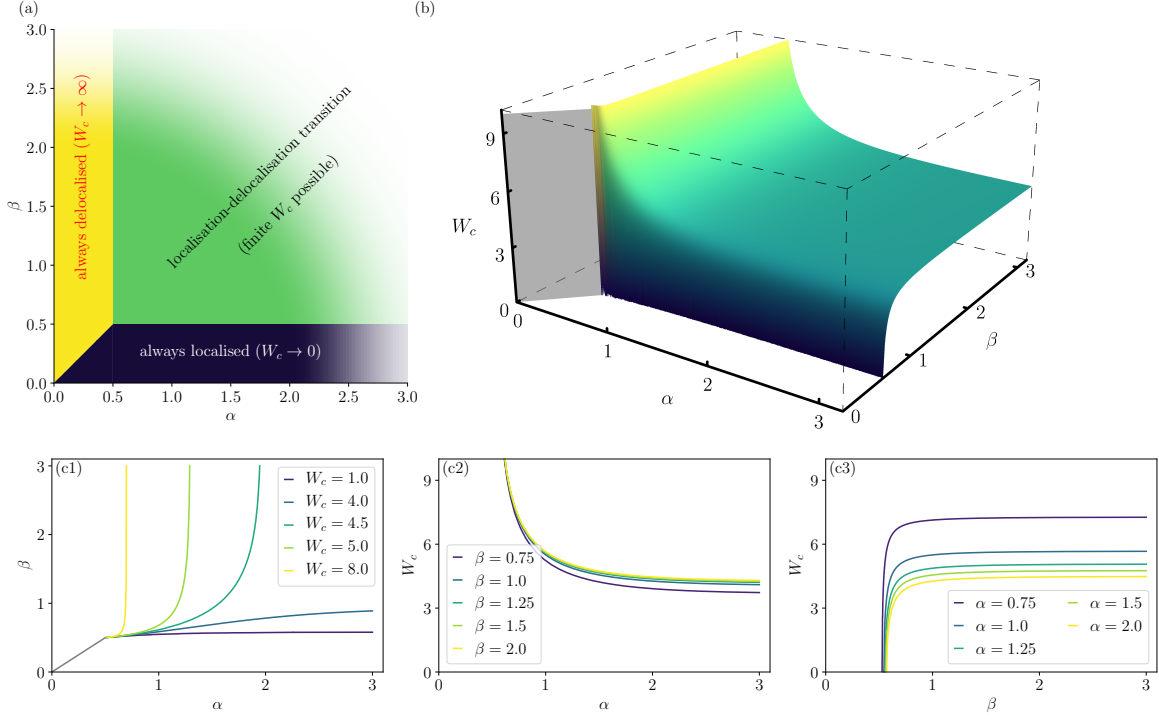 (a)
3.0
2.5
2.0
1.5
1.0
0.5
0.0
β
always delocalised (W_c → ∞)
localisation-delocalisation transition
(finite W_c possible)
always localised (W_c → 0)
0.0 0.5 1.0 1.5 2.0 2.5 3.0
α
(b)
9
6
3
0
W_c
0
1
2
3
α
0
1
2
3
β
(c1)
3
2
1
0
β
W_c = 1.0
W_c = 4.0
W_c = 4.5
W_c = 5.0
W_c = 8.0
0 1 2 3
α
(c2)
9
6
3
0
W_c
β = 0.75
β = 1.0
β = 1.25
β = 1.5
β = 2.0
0 1 2 3
α
(c3)
9
6
3
0
W_c
α = 0.75 α = 1.5
α = 1.0 α = 2.0
α = 1.25
0 1 2 3
β